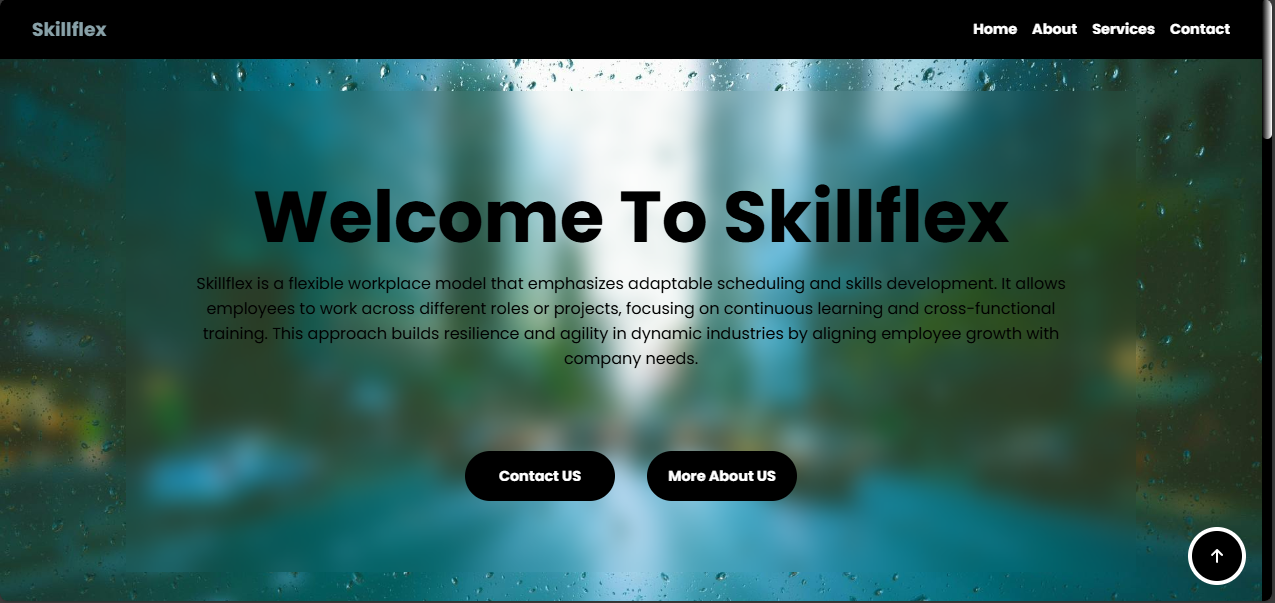 Skillflex
Home About Services Contact
Welcome To Skillflex
Skillflex is a flexible workplace model that emphasizes adaptable scheduling and skills development. It allows
employees to work across different roles or projects, focusing on continuous learning and cross-functional
training. This approach builds resilience and agility in dynamic industries by aligning employee growth with
company needs.
Contact US More About US